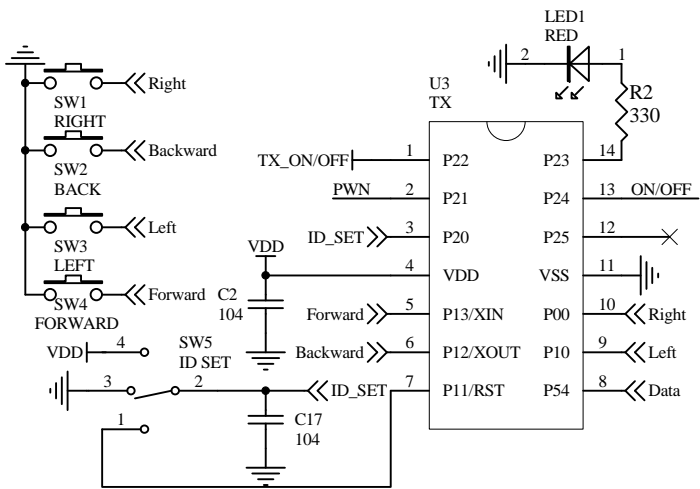 LED1
RED
2
1
R2
330
U3
TX
SW1
RIGHT
Right
SW2
BACK
Backward
SW3
LEFT
Left
SW4
FORWARD
Forward
TX_ON/OFF
1
P22
P23
14
PWN
2
P21
P24
13
ON/OFF
ID_SET
3
P20
P25
12
VDD
4
VDD
VSS
11
C2
104
Forward
5
P13/XIN
P00
10
Right
Backward
6
P12/XOUT
P10
9
Left
7
P11/RST
P54
8
Data
VDD
4
SW5
ID SET
3
2
ID_SET
1
C17
104